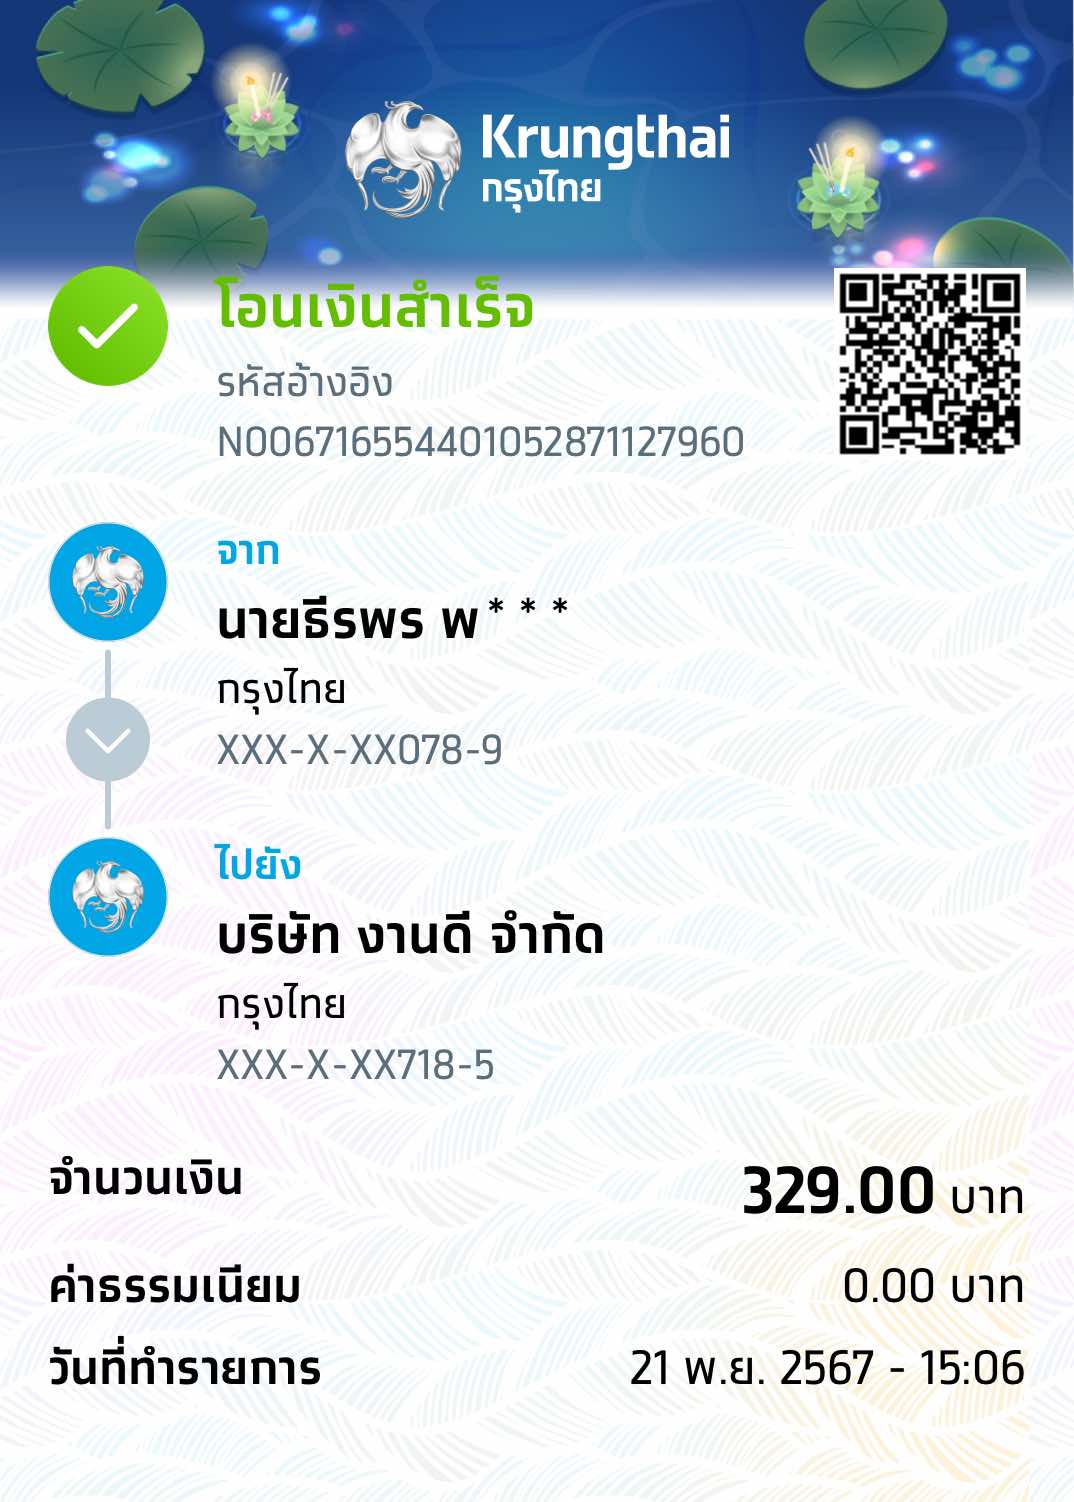 Krungthai
กรุงไทย
โอนเงินสำเร็จ
รหัสอ้างอิง
N006716554401052871127960
จาก
นายธีรพร พ***
กรุงไทย
XXX-X-XX078-9
ไปยัง
บริษัท งานดี จำกัด
กรุงไทย
XXX-X-XX718-5
จำนวนเงิน 329.00 บาท
ค่าธรรมเนียม 0.00 บาท
วันที่ทำรายการ 21 พ.ย. 2567 - 15:06